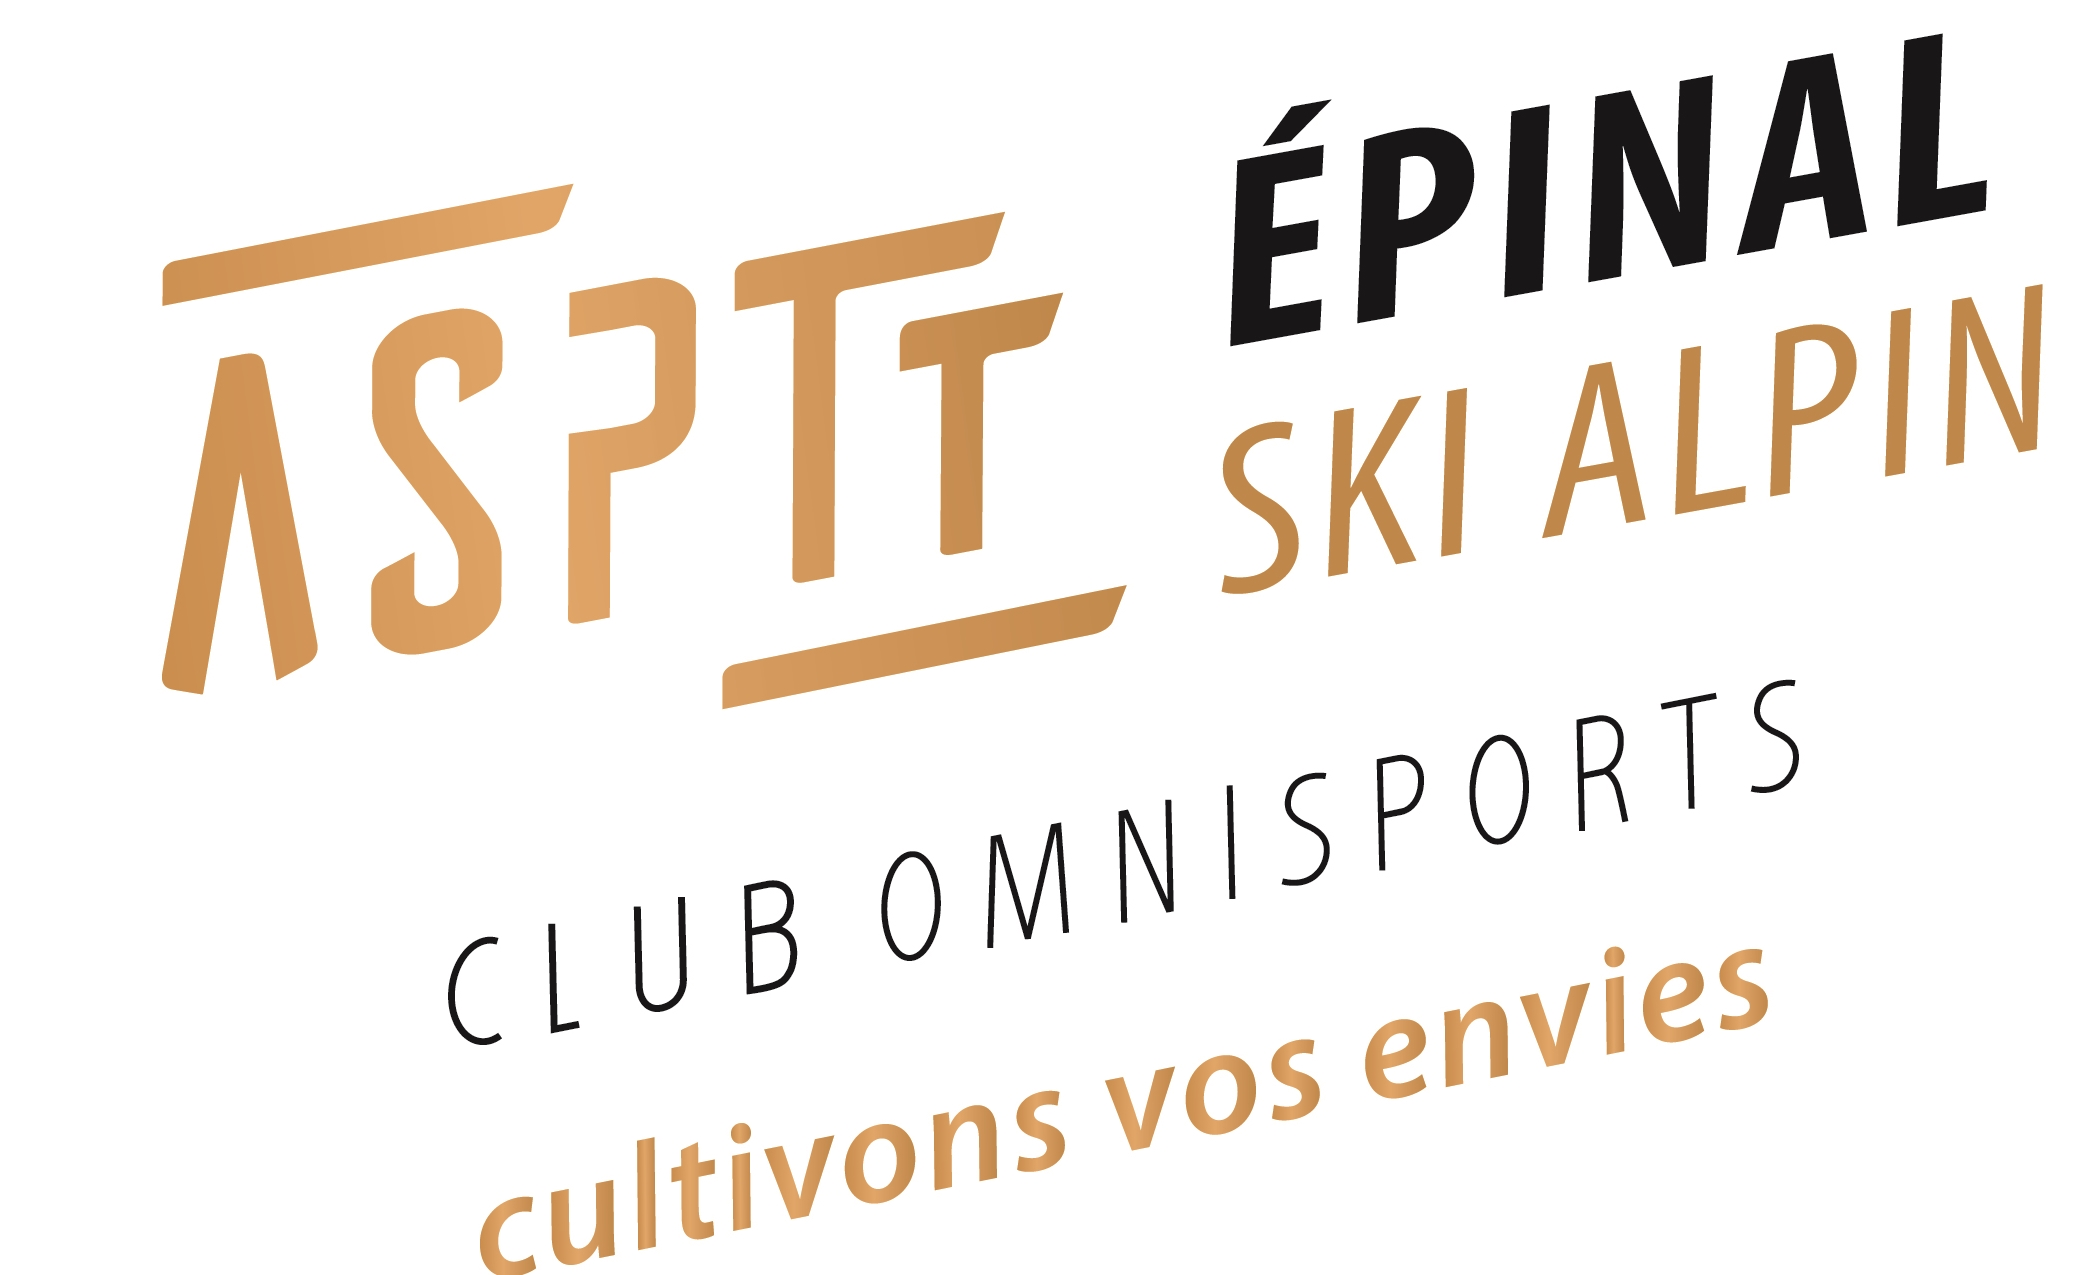 ASPTT
ÉPINAL
SKI ALPIN
CLUB OMNISPORTS
cultivons vos envies